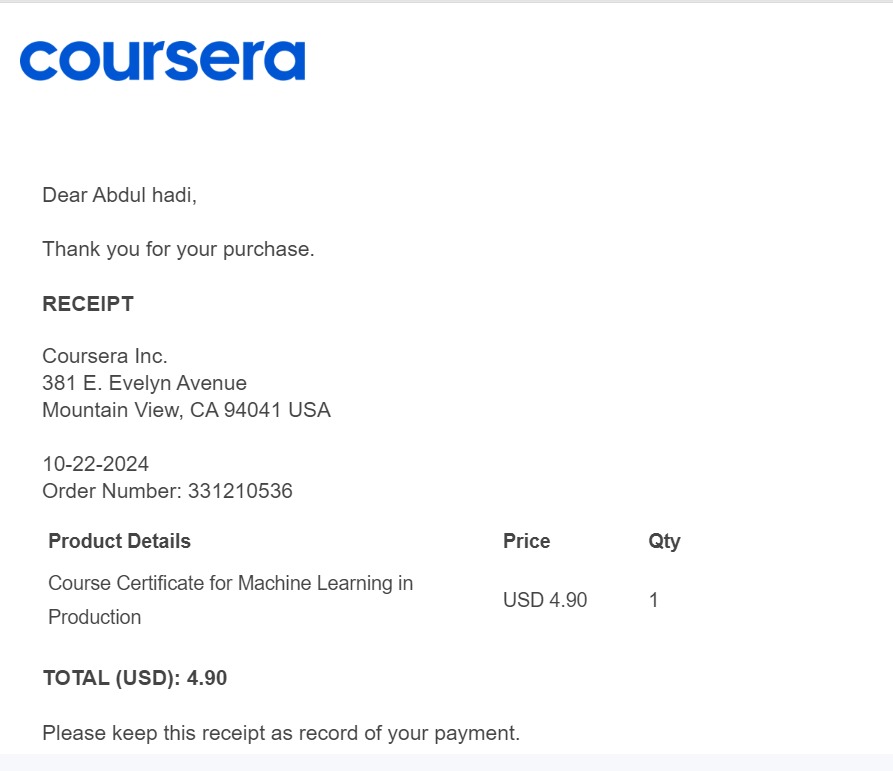 coursera
Dear Abdul hadi,
Thank you for your purchase.
RECEIPT
Coursera Inc.
381 E. Evelyn Avenue
Mountain View, CA 94041 USA
10-22-2024
Order Number: 331210536
Product Details Price Qty
Course Certificate for Machine Learning in
Production USD 4.90 1
TOTAL (USD): 4.90
Please keep this receipt as record of your payment.